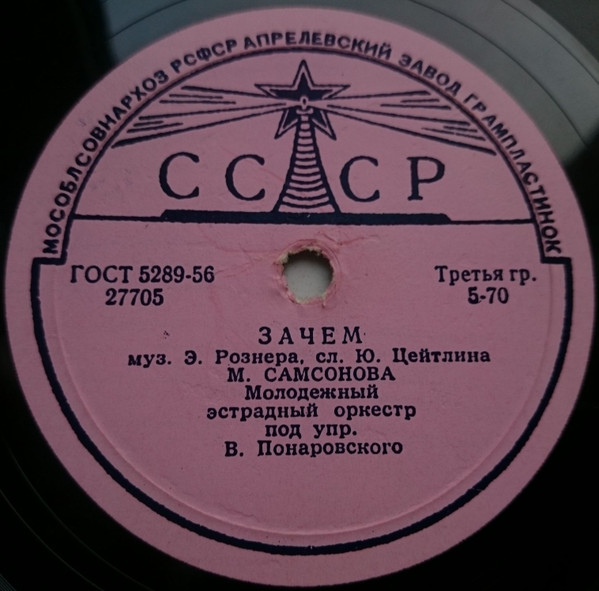 МОСОБЛСОВНАРХОЗ РСФСР АПРЕЛЕВСКИЙ ЗАВОД ГРАМПЛАСТИНОК
СССР
ГОСТ 5289-56
27705
Третья гр.
5-70
ЗАЧЕМ
муз. Э. Рознера, сл. Ю. Цейтлина
М. САМСОНОВА
Молодежный
эстрадный оркестр
под упр.
В. Понаровского